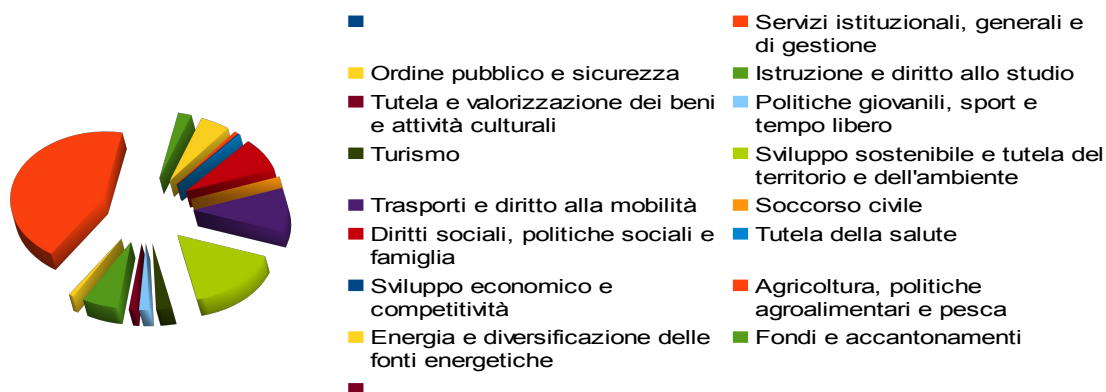 Servizi istituzionali, generali e
di gestione
Ordine pubblico e sicurezza
Istruzione e diritto allo studio
Tutela e valorizzazione dei beni
e attività culturali
Politiche giovanili, sport e
tempo libero
Turismo
Sviluppo sostenibile e tutela del
territorio e dell'ambiente
Trasporti e diritto alla mobilità
Soccorso civile
Diritti sociali, politiche sociali e
famiglia
Tutela della salute
Sviluppo economico e
competitività
Agricoltura, politiche
agroalimentari e pesca
Energia e diversificazione delle
fonti energetiche
Fondi e accantonamenti